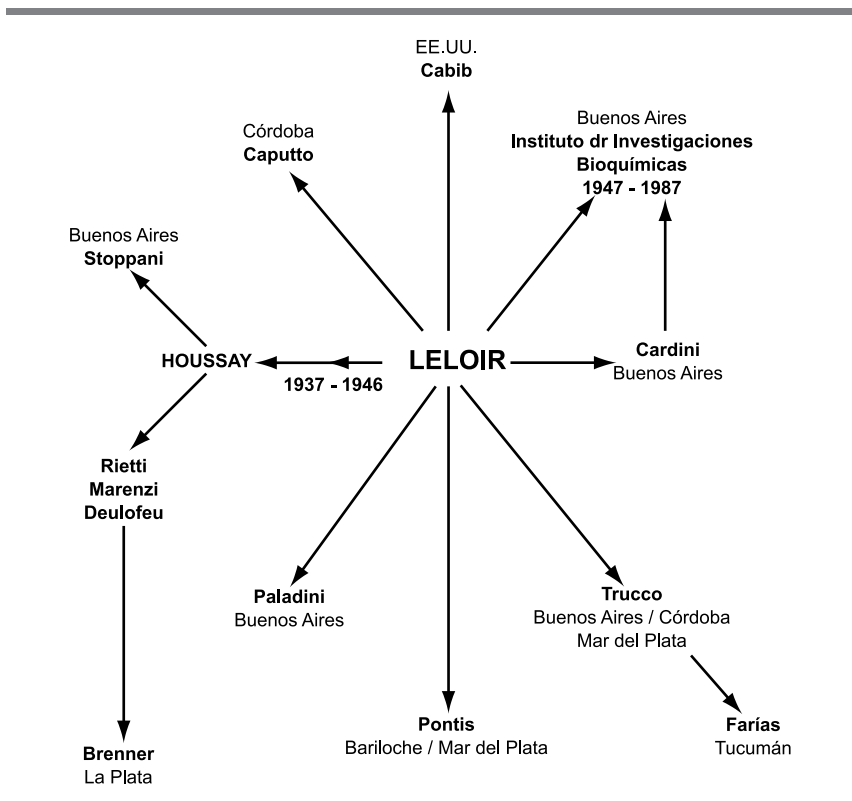 EE.UU.
Cabib
Córdoba
Caputto
Buenos Aires
Instituto dr Investigaciones
Bioquímicas
1947 - 1987
Buenos Aires
Stoppani
HOUSSAY
1937 - 1946
LELOIR
Cardini
Buenos Aires
Rietti
Marenzi
Deulofeu
Paladini
Buenos Aires
Trucco
Buenos Aires / Córdoba
Mar del Plata
Brenner
La Plata
Pontis
Bariloche / Mar del Plata
Farías
Tucumán